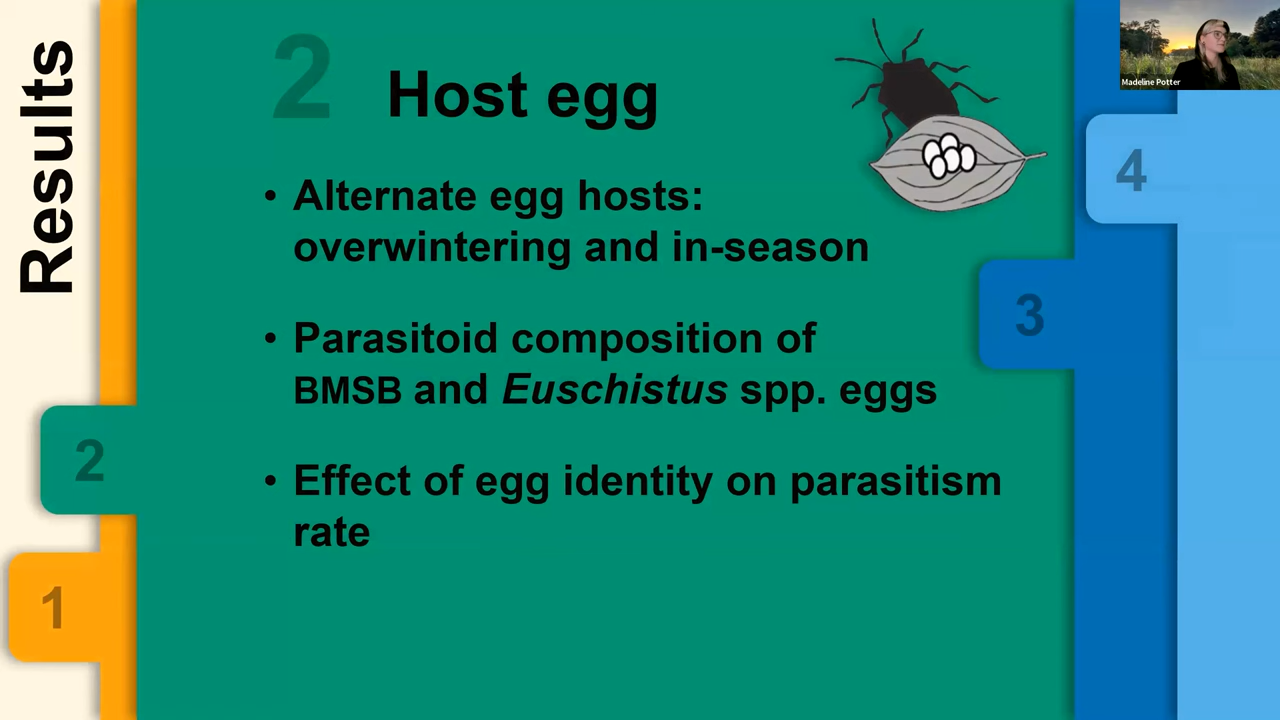 Results
2 Host egg
• Alternate egg hosts:
overwintering and in-season
• Parasitoid composition of
BMSB and Euschistus spp. eggs
• Effect of egg identity on parasitism
rate
2
1
3
4
Madeline Potter